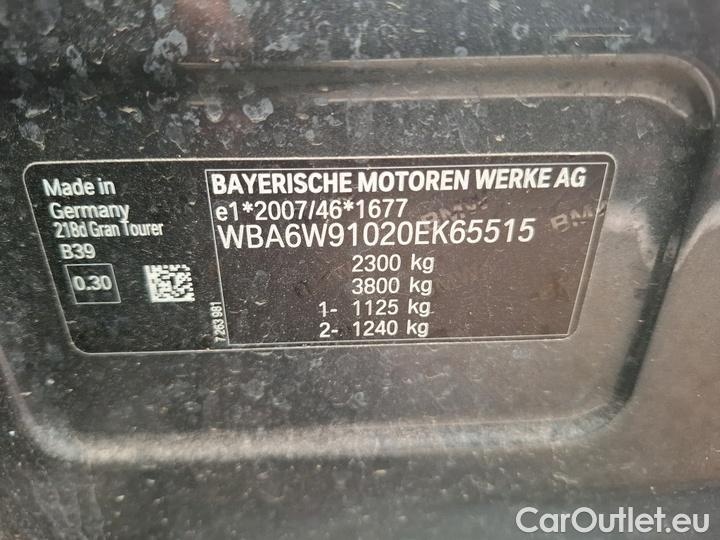 Made in
Germany
218d Gran Tourer
B39
0.30
7 263 981
BAYERISCHE MOTOREN WERKE AG
e1*2007/46*1677
WBA6W91020EK65515
2300 kg
3800 kg
1- 1125 kg
2- 1240 kg
BMW
CarOutlet.eu